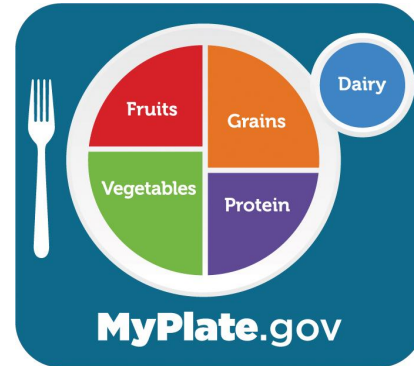 Fruits
Grains
Dairy
Vegetables
Protein
MyPlate.gov